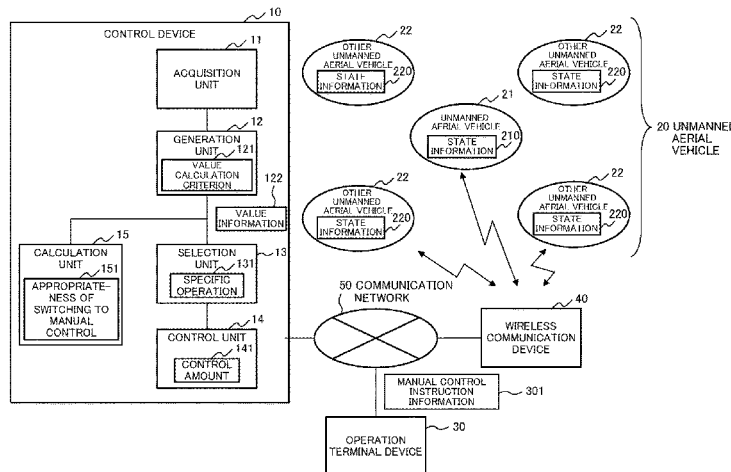 10
CONTROL DEVICE
11
ACQUISITION
UNIT
12
GENERATION
UNIT
121
VALUE
CALCULATION
CRITERION
122
VALUE
INFORMATION
15
CALCULATION
UNIT
151
APPROPRIATE-
NESS OF
SWITCHING TO
MANUAL
CONTROL
13
SELECTION
UNIT
131
SPECIFIC
OPERATION
14
CONTROL UNIT
141
CONTROL
AMOUNT
22
OTHER
UNMANNED
AERIAL VEHICLE
STATE
INFORMATION
220
22
OTHER
UNMANNED
AERIAL VEHICLE
STATE
INFORMATION
220
21
UNMANNED
AERIAL VEHICLE
STATE
INFORMATION
210
20 UNMANNED
AERIAL
VEHICLE
22
OTHER
UNMANNED
AERIAL VEHICLE
STATE
INFORMATION
220
22
OTHER
UNMANNED
AERIAL VEHICLE
STATE
INFORMATION
220
50 COMMUNICATION
NETWORK
40
WIRELESS
COMMUNICATION
DEVICE
MANUAL CONTROL
INSTRUCTION
INFORMATION
301
30
OPERATION
TERMINAL DEVICE